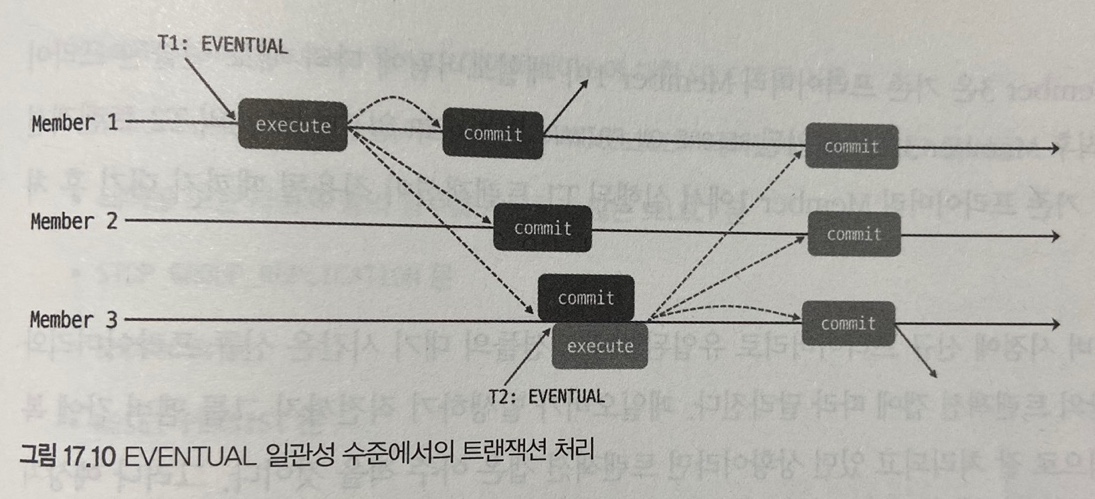 T1: EVENTUAL
Member 1
execute
commit
commit
Member 2
commit
commit
Member 3
commit
execute
commit
T2: EVENTUAL
그림 17.10 EVENTUAL 일관성 수준에서의 트랜잭션 처리